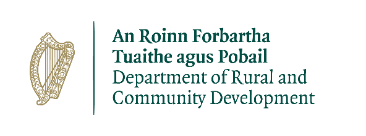 An Roinn Forbartha
Tuaithe agus Pobail
Department of Rural and
Community Development